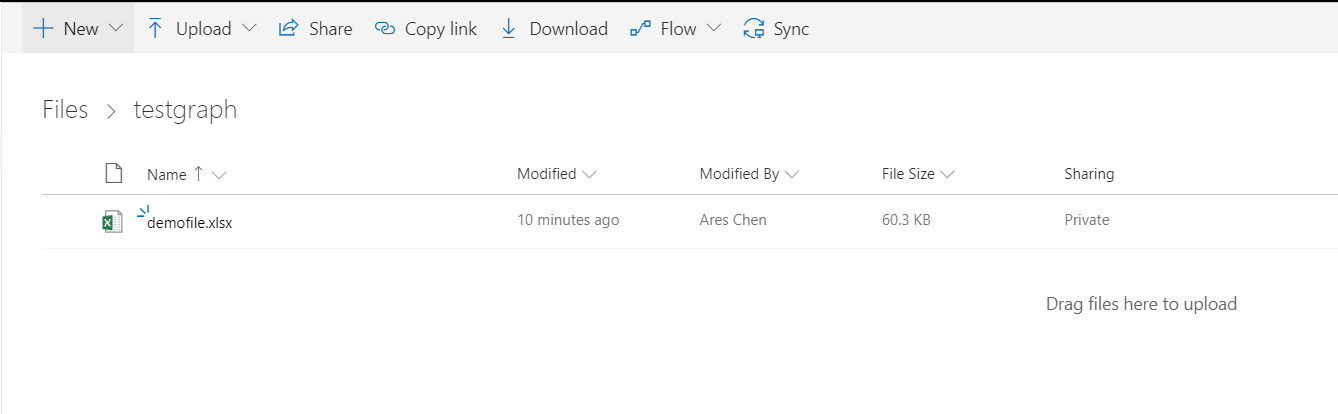 New Upload Share Copy link Download Flow Sync
Files > testgraph
Name ↑ Modified Modified By File Size Sharing
demofile.xlsx 10 minutes ago Ares Chen 60.3 KB Private
Drag files here to upload